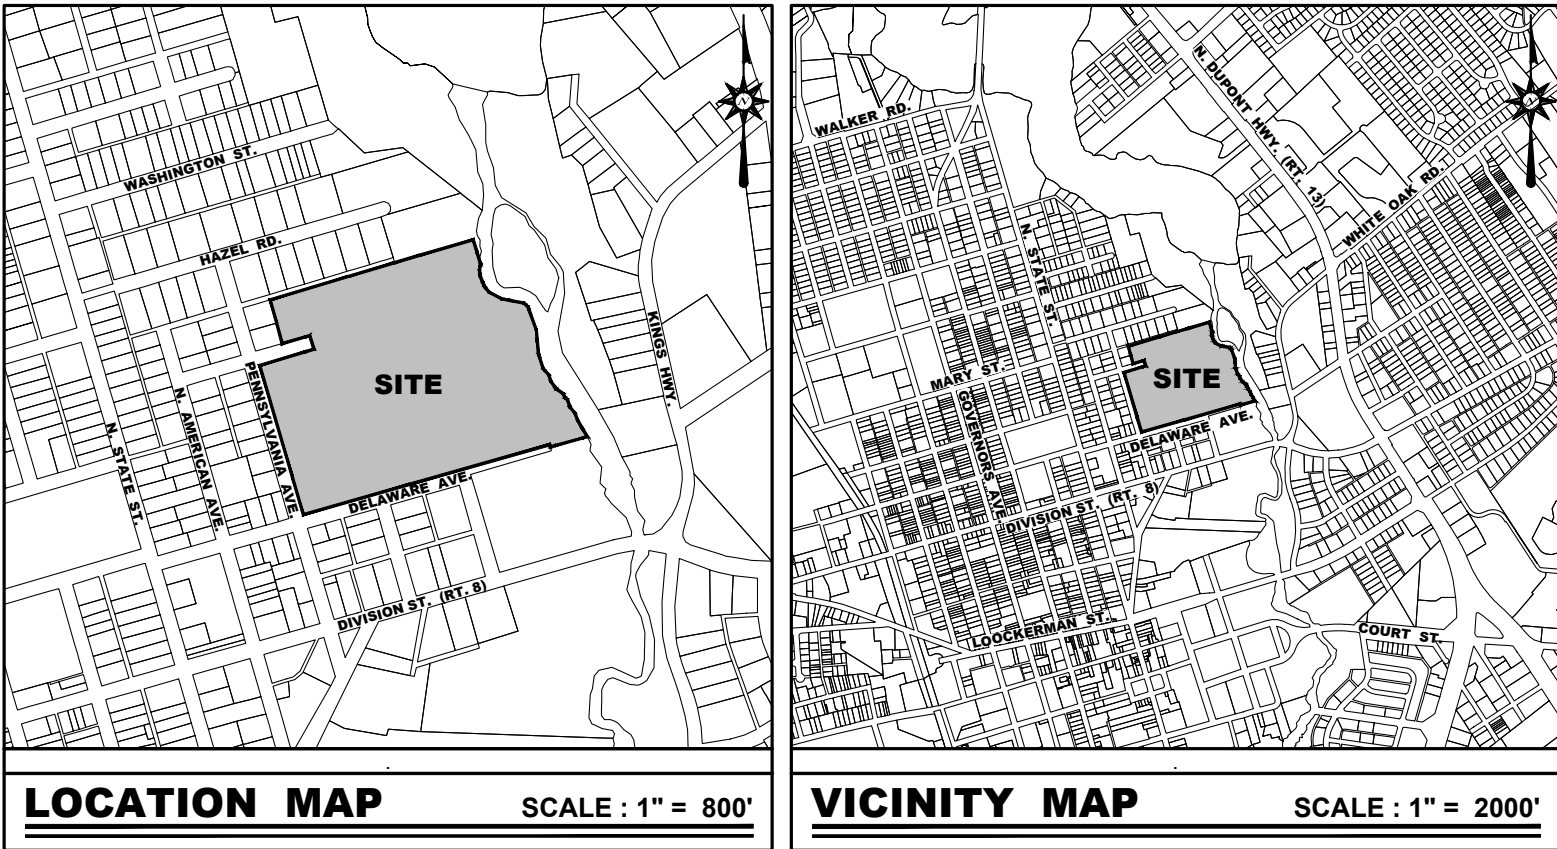 WASHINGTON ST.
HAZEL RD.
KINGS HWY.
SITE
PENNSYLVANIA AVE.
N. AMERICAN AVE.
N. STATE ST.
DELAWARE AVE.
DIVISION ST. (RT. 8)
N
LOCATION MAP
SCALE : 1" = 800'
WALKER RD.
N. DUPONT HWY. (RT. 13)
WHITE OAK RD.
N. STATE ST.
MARY ST.
SITE
GOVERNORS AVE.
DELAWARE AVE.
DIVISION ST. (RT. 8)
LOOCKERMAN ST.
COURT ST.
N
VICINITY MAP
SCALE : 1" = 2000'